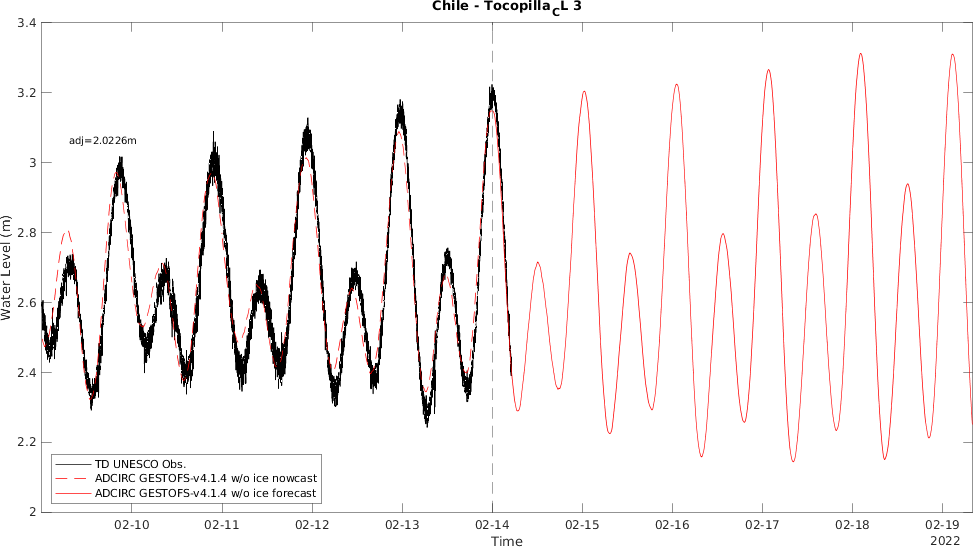 Chile - Tocopilla_CL 3
3.4
3.2
3
2.8
2.6
2.4
2.2
2
Water Level (m)
adj=2.0226m
TD UNESCO Obs.
ADCIRC GESTOFS-v4.1.4 w/o ice nowcast
ADCIRC GESTOFS-v4.1.4 w/o ice forecast
02-10 02-11 02-12 02-13 02-14 02-15 02-16 02-17 02-18 02-19
Time
2022